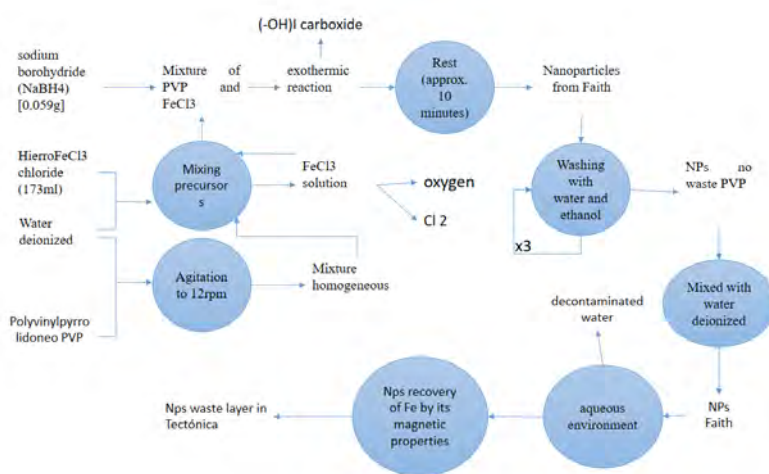 (-OH)l carboxide
sodium
borohydride
(NaBH4)
[0.059g]
Mixture of
PVP and
FeCl3
exothermic
reaction
Rest
(approx.
10
minutes)
Nanoparticles
from Faith
HierroFeCl3
chloride
(173ml)
Mixing
precursor
s
FeCl3
solution
oxygen
Cl 2
Washing
with
water and
ethanol
x3
NPs no
waste PVP
Water
deionized
Agitation
to 12rpm
Mixture
homogeneous
Polyvinylpyrro
lidoneo PVP
Mixed with
water
deionized
decontaminated
water
Nps waste layer in
Tectónica
Nps recovery
of Fe by its
magnetic
properties
aqueous
environment
NPs
Faith